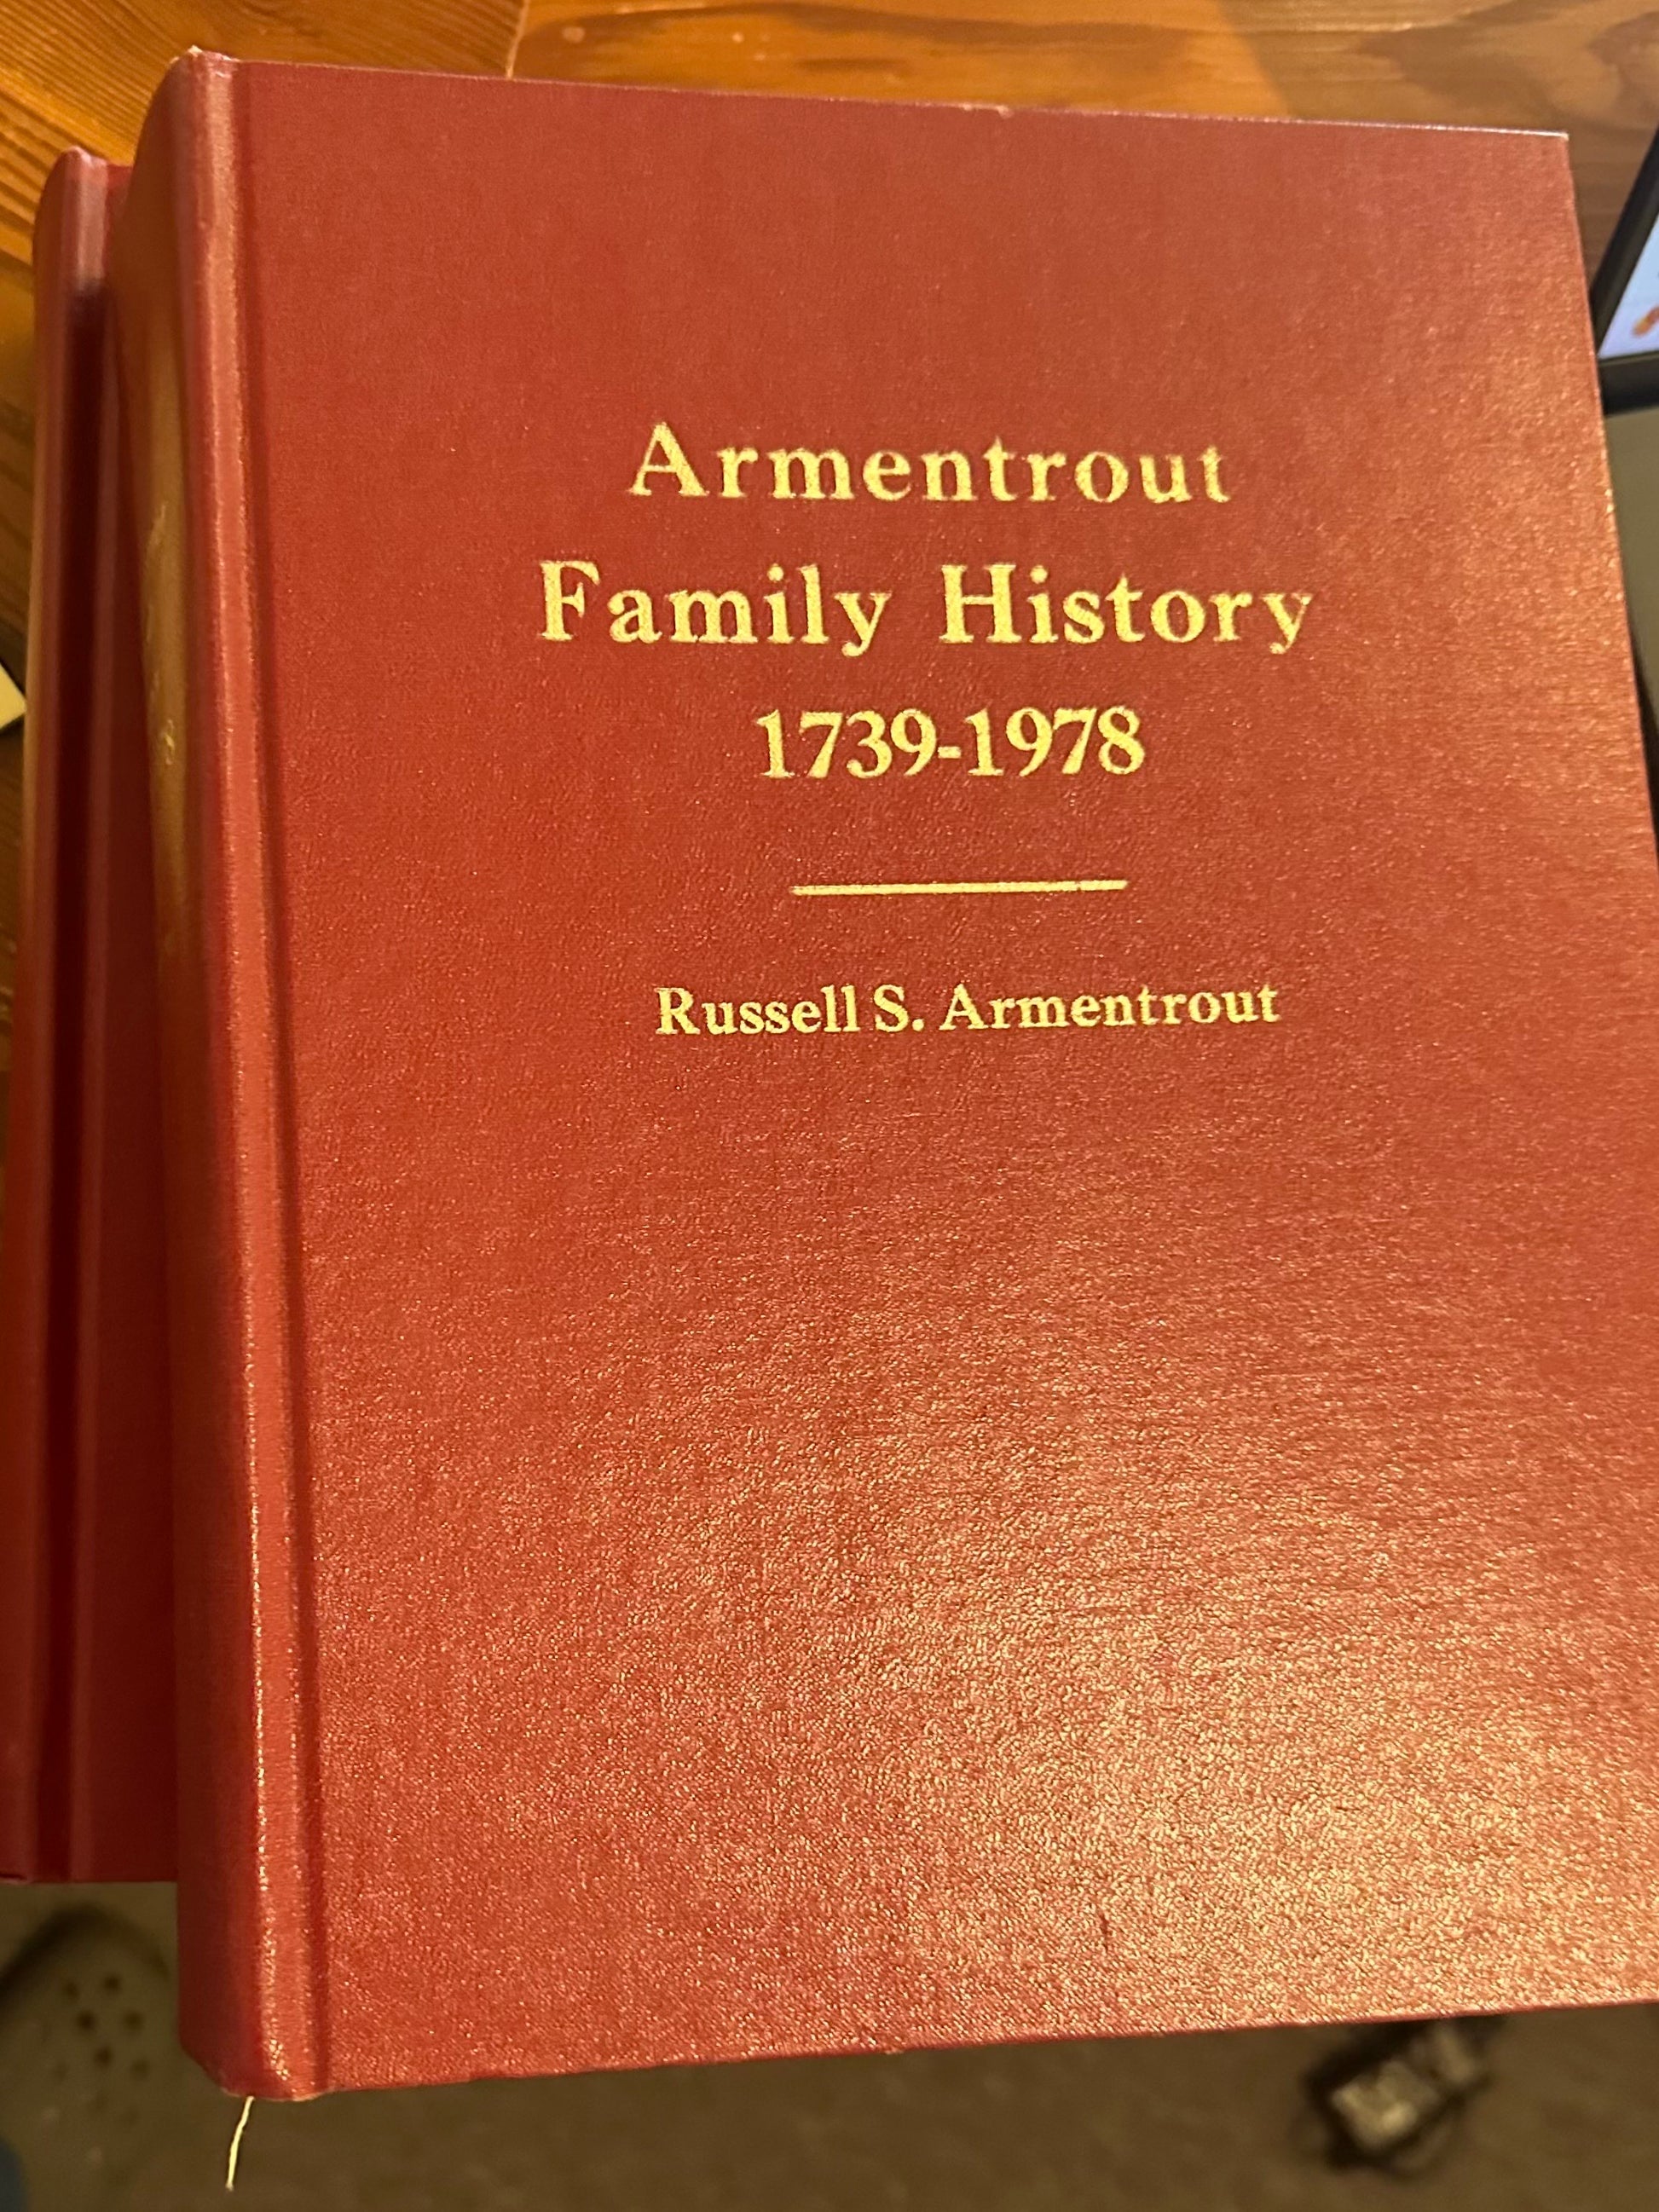 Armentrout
Family History
1739-1978
Russell S. Armentrout